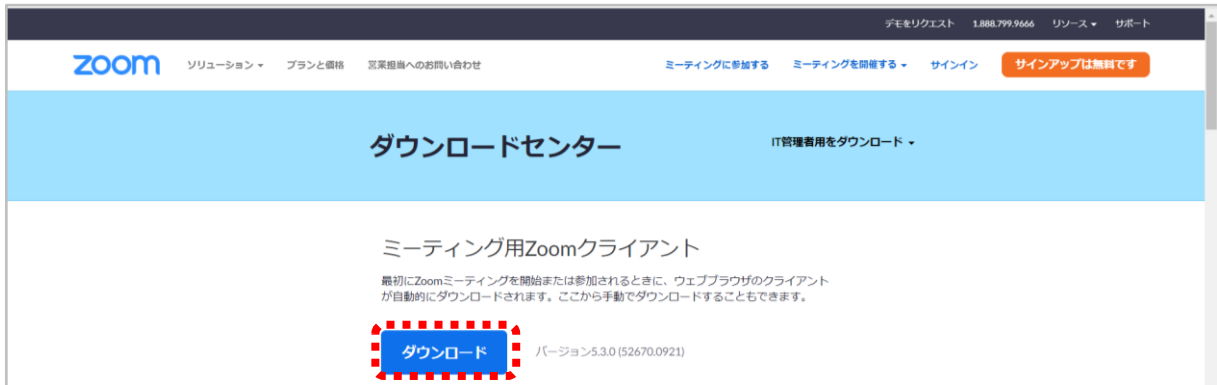 デモをリクエスト 1.888.799.9666 リソース サポート
zoom ソリューション プランと価格 営業担当へのお問い合わせ ミーティングに参加する ミーティングを開催する サインイン サインアップは無料です
ダウンロードセンター IT管理者用をダウンロード
ミーティング用Zoomクライアント
最初にZoomミーティングを開始または参加されるときに、ウェブブラウザのクライアント
が自動的にダウンロードされます。ここから手動でダウンロードすることもできます。
ダウンロード バージョン5.3.0 (52670.0921)